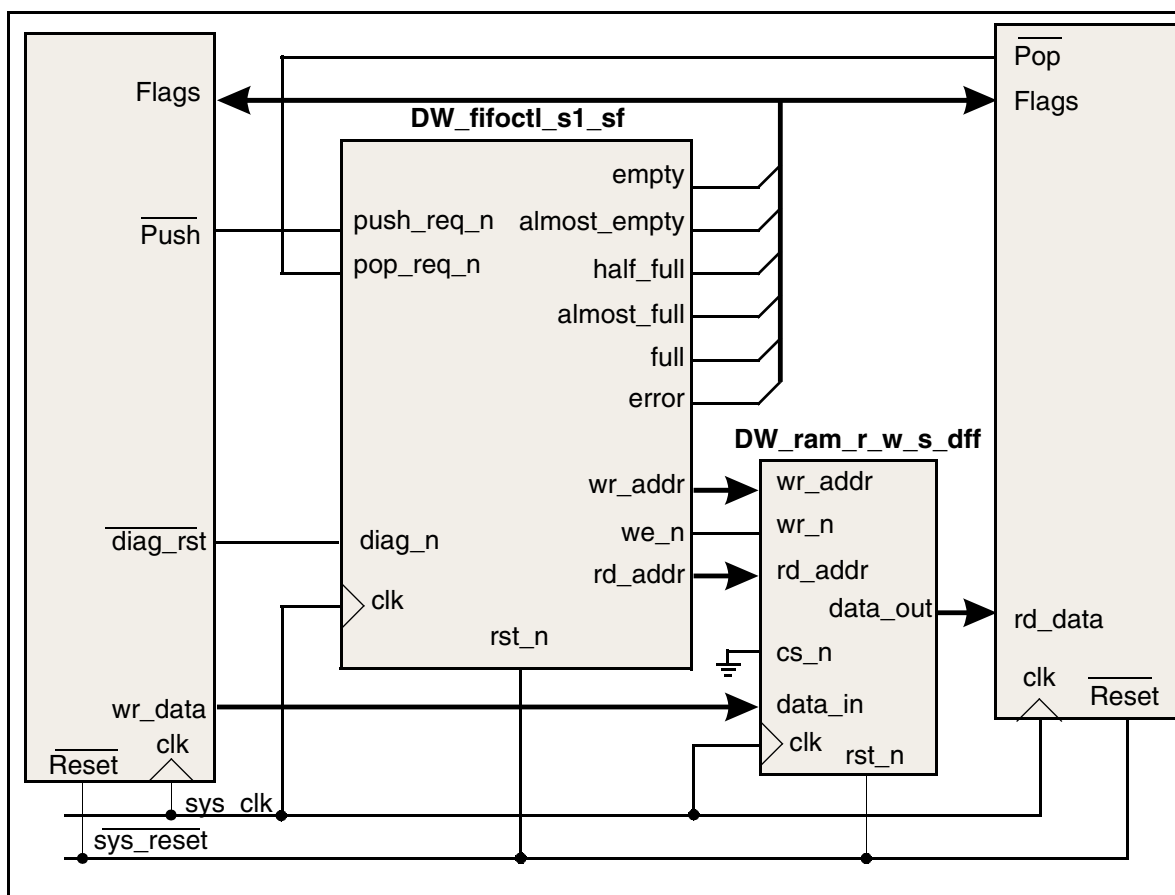 Pop
Flags
Flags
DW_fifoctl_s1_sf
empty
push_req_n
almost_empty
Push
pop_req_n
half_full
almost_full
full
error
DW_ram_r_w_s_dff
wr_addr
wr_addr
we_n
wr_n
diag_rst
diag_n
rd_addr
rd_addr
clk
data_out
rd_data
rst_n
cs_n
clk
Reset
wr_data
data_in
clk
clk
Reset
rst_n
sys_clk
sys_reset